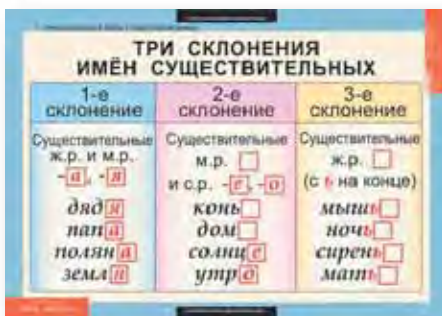 ТРИ СКЛОНЕНИЯ
ИМЁН СУЩЕСТВИТЕЛЬНЫХ
1-е
склонение
Существительные
ж.р. и м.р.
-а, -я
дядя
папа
поляна
земля
2-е
склонение
Существительные
м.р.
и с.р. -е, -о
конь
дом
солнце
утро
3-е
склонение
Существительные
ж.р.
(с ь на конце)
мышь
ночь
сирень
мать